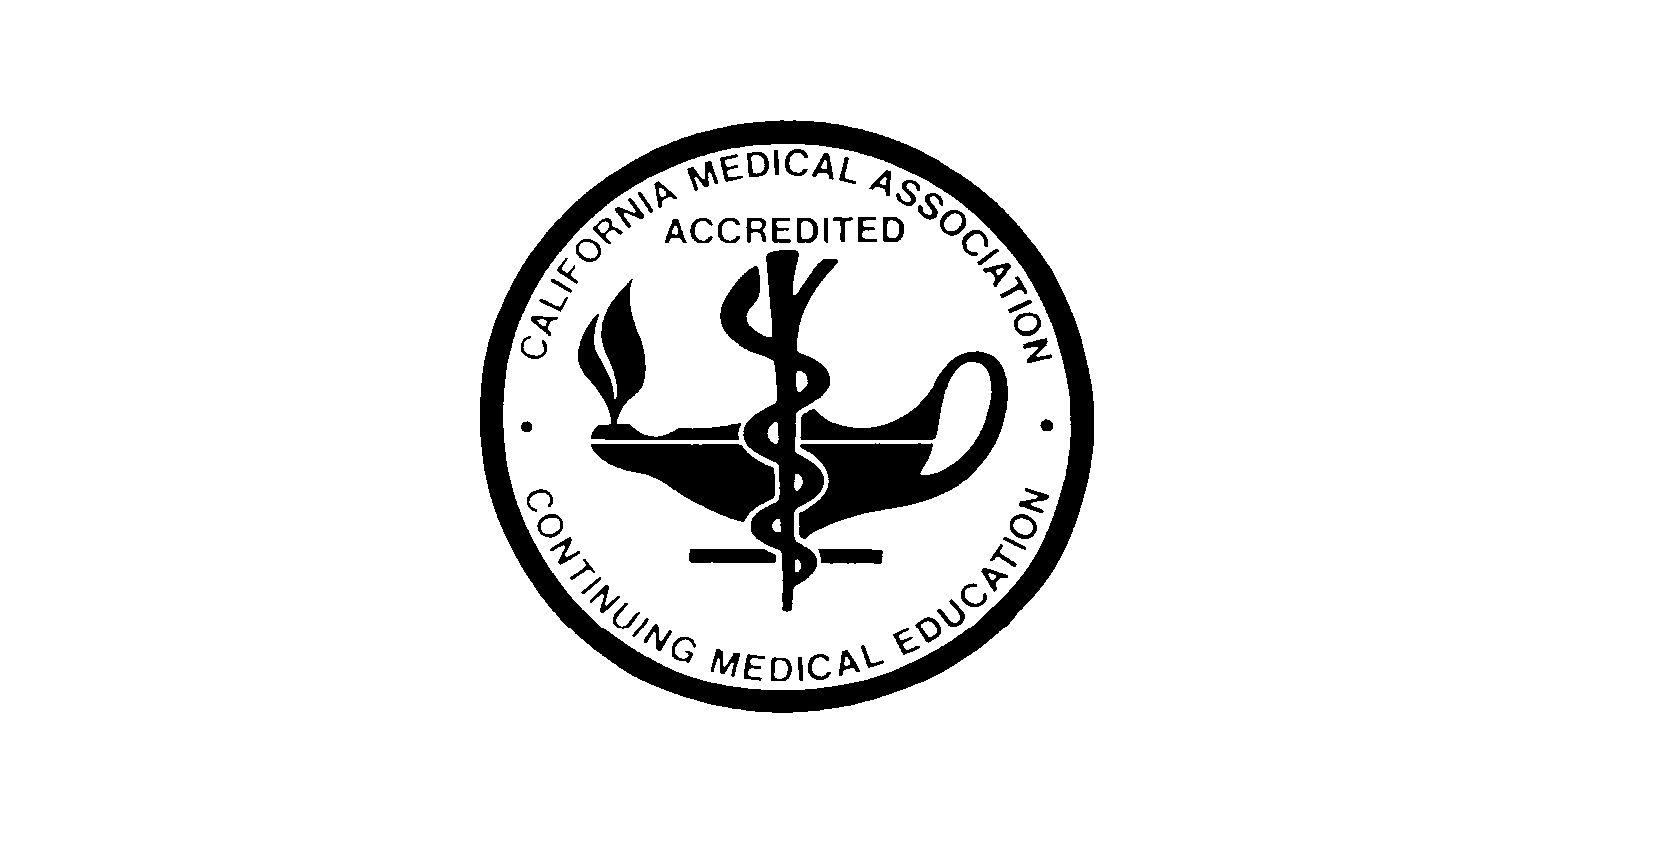 CALIFORNIA MEDICAL ASSOCIATION
ACCREDITED
CONTINUING MEDICAL EDUCATION